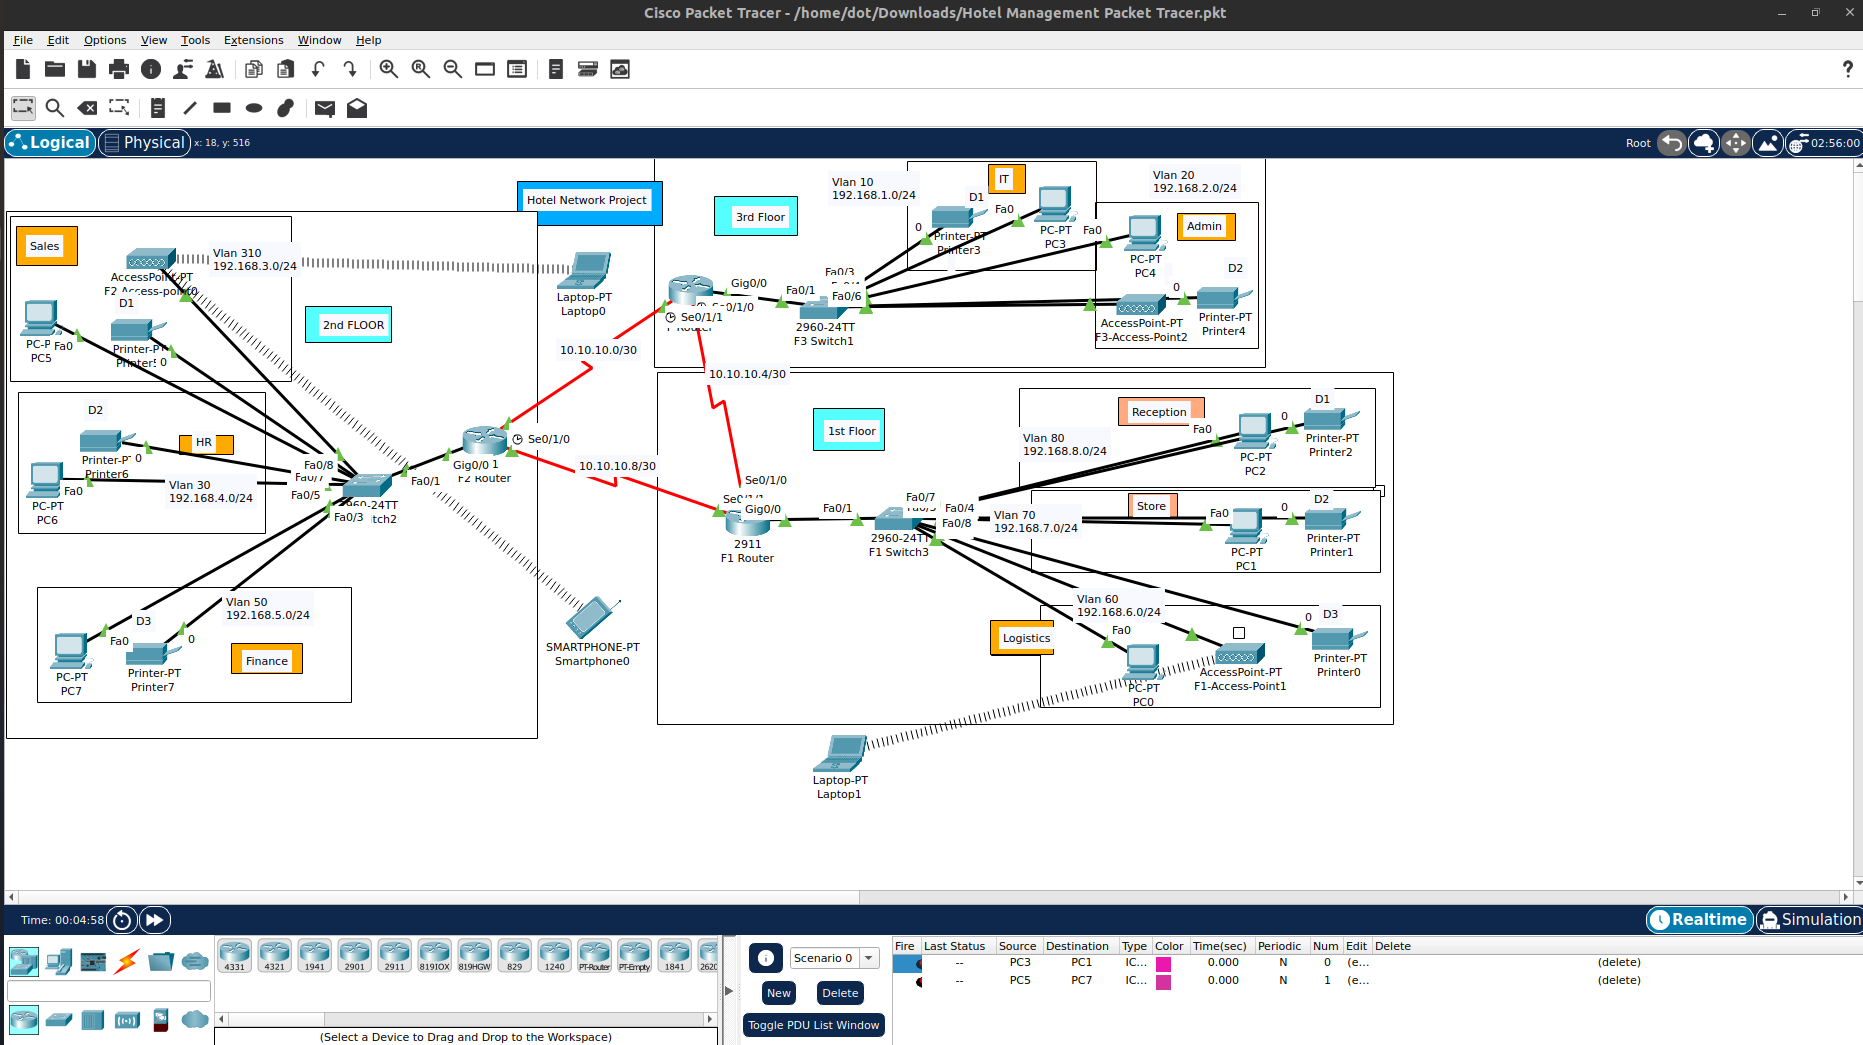 Cisco Packet Tracer - /home/dot/Downloads/Hotel Management Packet Tracer.pkt
File Edit Options View Tools Extensions Window Help
Logical Physical x: 18, y: 516
Root 02:56:00
Hotel Network Project
Sales
Vlan 310
192.168.3.0/24
AccessPoint-PT
F2 Access-point0
D1
PC5
Fa0
Printer-PT
0
2nd FLOOR
Laptop-PT
Laptop0
D2
HR
Printer-PT
0
Printer6
PC-PT
PC6
Fa0
Vlan 30
192.168.4.0/24
Fa0/8
Fa0/7
Fa0/5
Fa0/3
Fa0/1
2960-24TT
Gig0/0
F2 Router
Se0/1/0
Vlan 50
192.168.5.0/24
D3
Fa0
0
PC-PT
PC7
Printer-PT
Printer7
Finance
SMARTPHONE-PT
Smartphone0
10.10.10.0/30
10.10.10.4/30
10.10.10.8/30
3rd Floor
Vlan 10
192.168.1.0/24
IT
D1
0
Printer-PT
Printer3
Fa0
PC-PT
PC3
Vlan 20
192.168.2.0/24
Fa0
PC-PT
PC4
Admin
D2
0
Printer-PT
Printer4
AccessPoint-PT
F3-Access-Point2
Gig0/0
Se0/1/0
Se0/1/1
Fa0/1
Fa0/3
Fa0/6
2960-24TT
F3 Switch1
1st Floor
Reception
D1
Fa0
0
PC-PT
PC2
Printer-PT
Printer2
Vlan 80
192.168.8.0/24
Store
D2
Fa0
0
PC-PT
PC1
Printer-PT
Printer1
Vlan 70
192.168.7.0/24
Se0/1/0
Gig0/0
2911
F1 Router
Fa0/1
Fa0/7
Fa0/4
Fa0/8
2960-24TT
F1 Switch3
Vlan 60
192.168.6.0/24
Logistics
Fa0
PC-PT
PC0
AccessPoint-PT
F1-Access-Point1
D3
0
Printer-PT
Printer0
Laptop-PT
Laptop1
Time: 00:04:58
Realtime Simulation
4331 4321 1941 2901 2911 819IOX 819HGW 829 1240 PT-Router PT-Empty 1841
(Select a Device to Drag and Drop to the Workspace)
Scenario 0
New Delete
Toggle PDU List Window
Fire Last Status Source Destination Type Color Time(sec) Periodic Num Edit Delete
-- PC3 PC1 IC... 0.000 N 0 (e... (delete)
-- PC5 PC7 IC... 0.000 N 1 (e... (delete)